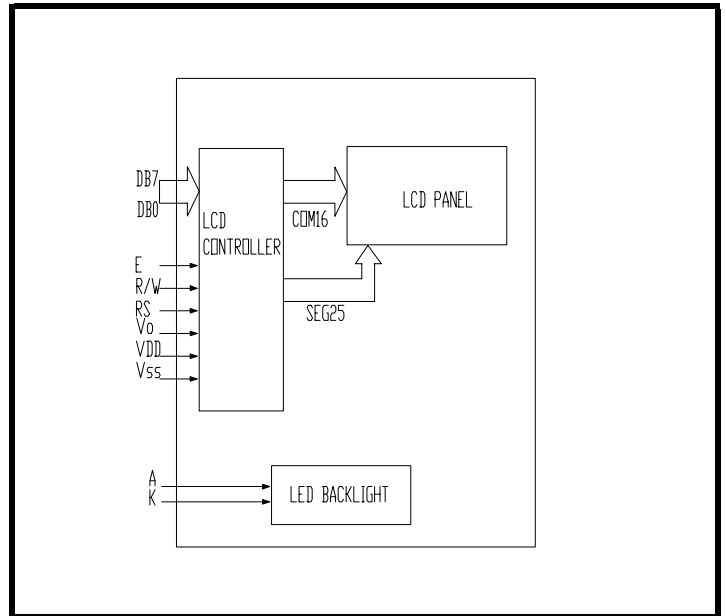 DB7
DB0
LCD
CONTROLLER
COM16
LCD PANEL
E
R/W
RS
Vo
VDD
Vss
SEG25
A
K
LED BACKLIGHT